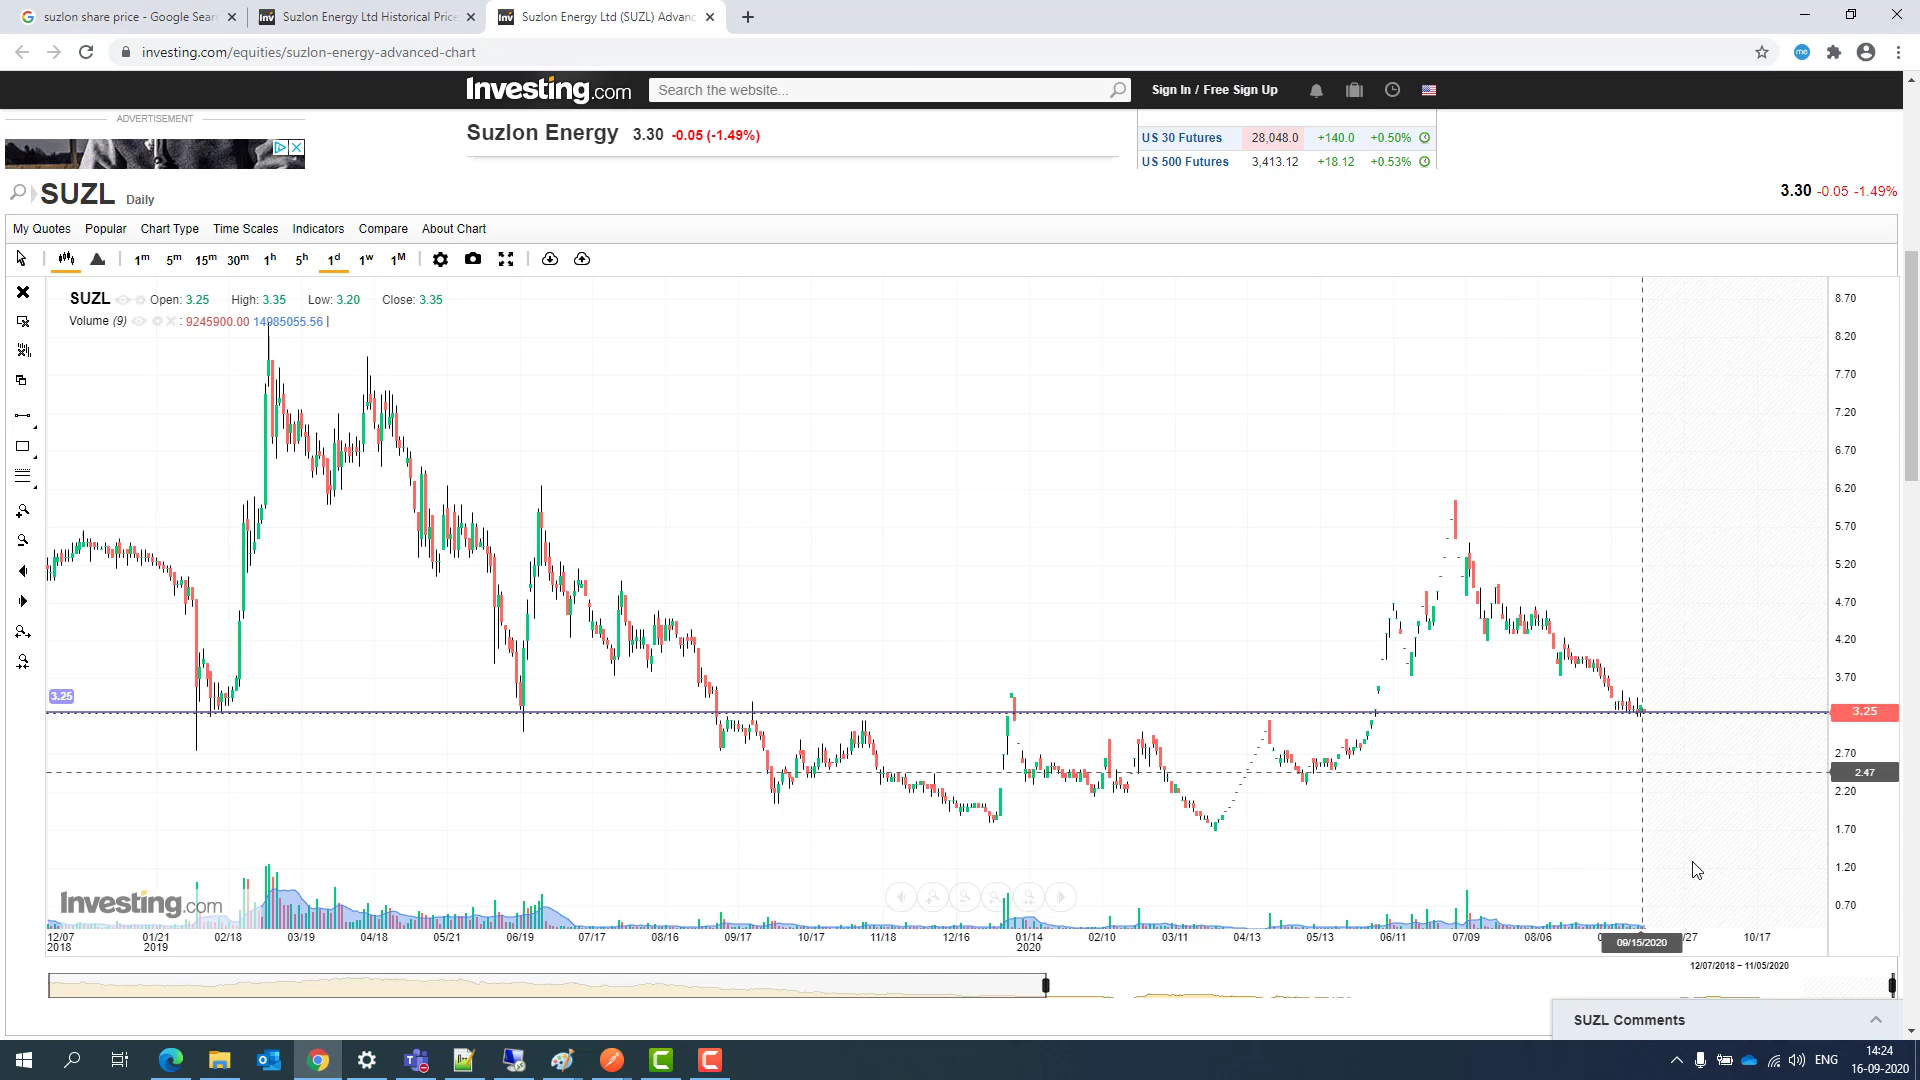 suzlon share price - Google Sear
Suzlon Energy Ltd Historical Price
Suzlon Energy Ltd (SUZL) Advanc
investing.com/equities/suzlon-energy-advanced-chart
me
Investing.com
Search the website...
Sign In / Free Sign Up
ADVERTISEMENT
Suzlon Energy 3.30 -0.05 (-1.49%)
US 30 Futures 28,048.0 +140.0 +0.50%
US 500 Futures 3,413.12 +18.12 +0.53%
SUZL Daily
3.30 -0.05 -1.49%
My Quotes Popular Chart Type Time Scales Indicators Compare About Chart
1m 5m 15m 30m 1h 5h 1d 1w 1M
SUZL Open: 3.25 High: 3.35 Low: 3.20 Close: 3.35
Volume (9) : 9245900.00 14985055.56 |
8.70
8.20
7.70
7.20
6.70
6.20
5.70
5.20
4.70
4.20
3.70
3.25
3.25
2.70
2.47
2.20
1.70
1.20
0.70
Investing.com
12/07 01/21 02/18 03/19 04/18 05/21 06/19 07/17 08/16 09/17 10/17 11/18 12/16 01/14 02/10 03/11 04/13 05/13 06/11 07/09 08/06 09/15/2020 /27 10/17
2018 2019 2020
12/07/2018 – 11/05/2020
SUZL Comments
ENG
14:24
16-09-2020